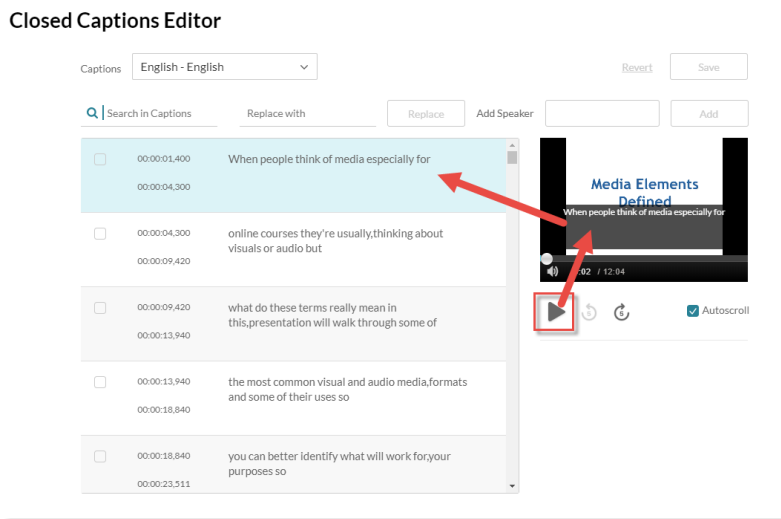 Closed Captions Editor
Captions English - English Revert Save
Search in Captions Replace with Replace Add Speaker Add
00:00:01,400 When people think of media especially for
00:00:04,300
00:00:04,300 online courses they're usually,thinking about
visuals or audio but
00:00:09,420
00:00:09,420 what do these terms really mean in
this,presentation will walk through some of
00:00:13,940
00:00:13,940 the most common visual and audio media,formats
and some of their uses so
00:00:18,840
00:00:18,840 you can better identify what will work for,your
purposes so
00:00:23,511
Media Elements
Defined
When people think of media especially for
:02 / 12:04
5 5 Autoscroll